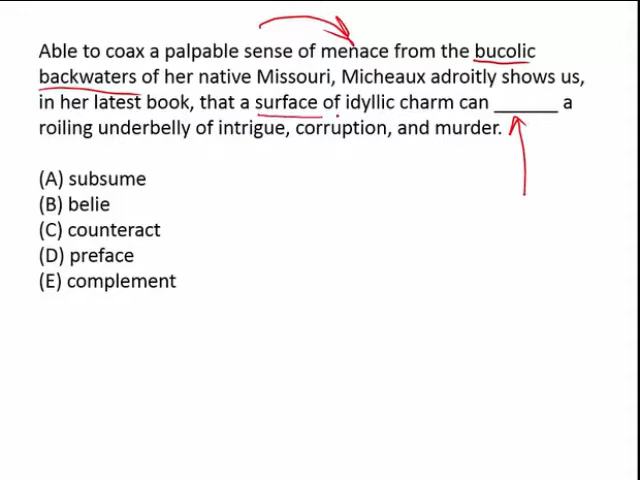 Able to coax a palpable sense of menace from the bucolic
backwaters of her native Missouri, Micheaux adroitly shows us,
in her latest book, that a surface of idyllic charm can ______ a
roiling underbelly of intrigue, corruption, and murder.
(A) subsume
(B) belie
(C) counteract
(D) preface
(E) complement